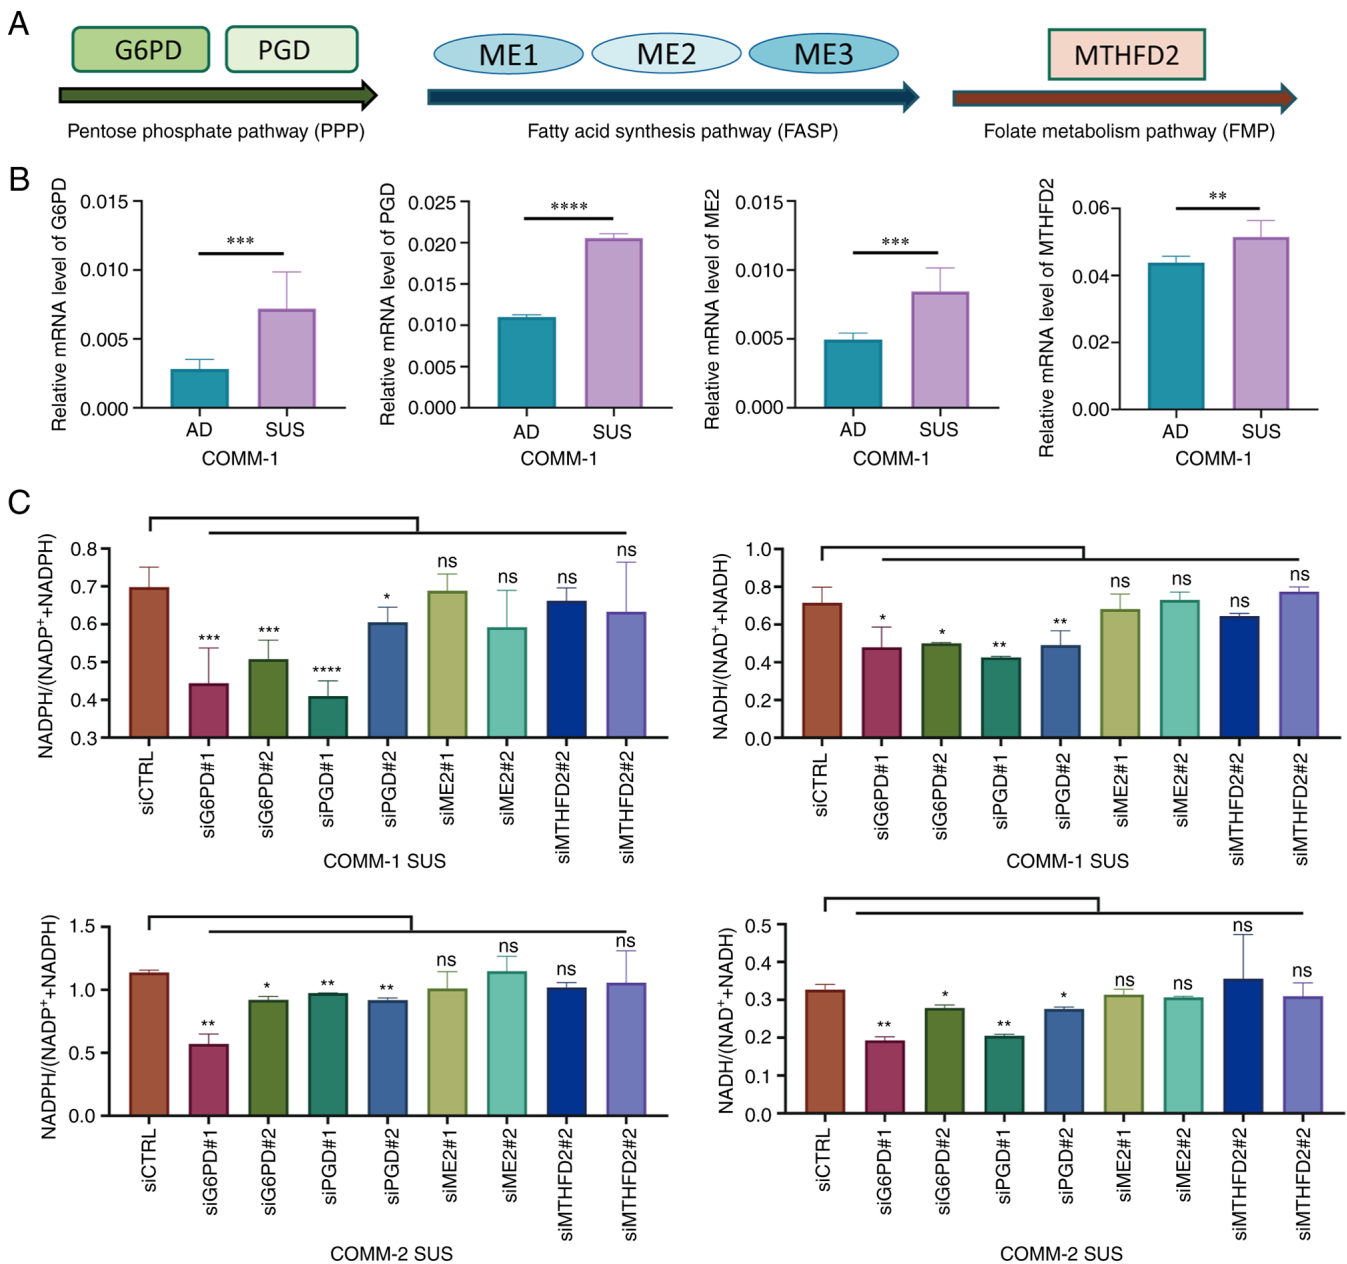 A
G6PD
PGD
ME1
ME2
ME3
MTHFD2
Pentose phosphate pathway (PPP)
Fatty acid synthesis pathway (FASP)
Folate metabolism pathway (FMP)
B
Relative mRNA level of G6PD
0.015
0.010
0.005
0.000
***
AD
SUS
COMM-1
Relative mRNA level of PGD
0.025
0.020
0.015
0.010
0.005
0.000
****
AD
SUS
COMM-1
Relative mRNA level of ME2
0.015
0.010
0.005
0.000
***
AD
SUS
COMM-1
Relative mRNA level of MTHFD2
0.06
0.04
0.02
0.00
**
AD
SUS
COMM-1
C
NADPH/(NADP⁺+NADPH)
0.8
0.7
0.6
0.5
0.4
0.3
***
***
****
*
ns
ns
ns
ns
siCTRL
siG6PD#1
siG6PD#2
siPGD#1
siPGD#2
siME2#1
siME2#2
siMTHFD2#2
siMTHFD2#2
COMM-1 SUS
NADH/(NAD⁺+NADH)
1.0
0.8
0.6
0.4
0.2
0.0
*
*
**
**
ns
ns
ns
ns
siCTRL
siG6PD#1
siG6PD#2
siPGD#1
siPGD#2
siME2#1
siME2#2
siMTHFD2#2
siMTHFD2#2
COMM-1 SUS
NADPH/(NADP⁺+NADPH)
1.5
1.0
0.5
0.0
**
*
**
**
ns
ns
ns
ns
siCTRL
siG6PD#1
siG6PD#2
siPGD#1
siPGD#2
siME2#1
siME2#2
siMTHFD2#2
siMTHFD2#2
COMM-2 SUS
NADH/(NAD⁺+NADH)
0.5
0.4
0.3
0.2
0.1
0.0
**
*
**
*
ns
ns
ns
ns
siCTRL
siG6PD#1
siG6PD#2
siPGD#1
siPGD#2
siME2#1
siME2#2
siMTHFD2#2
siMTHFD2#2
COMM-2 SUS